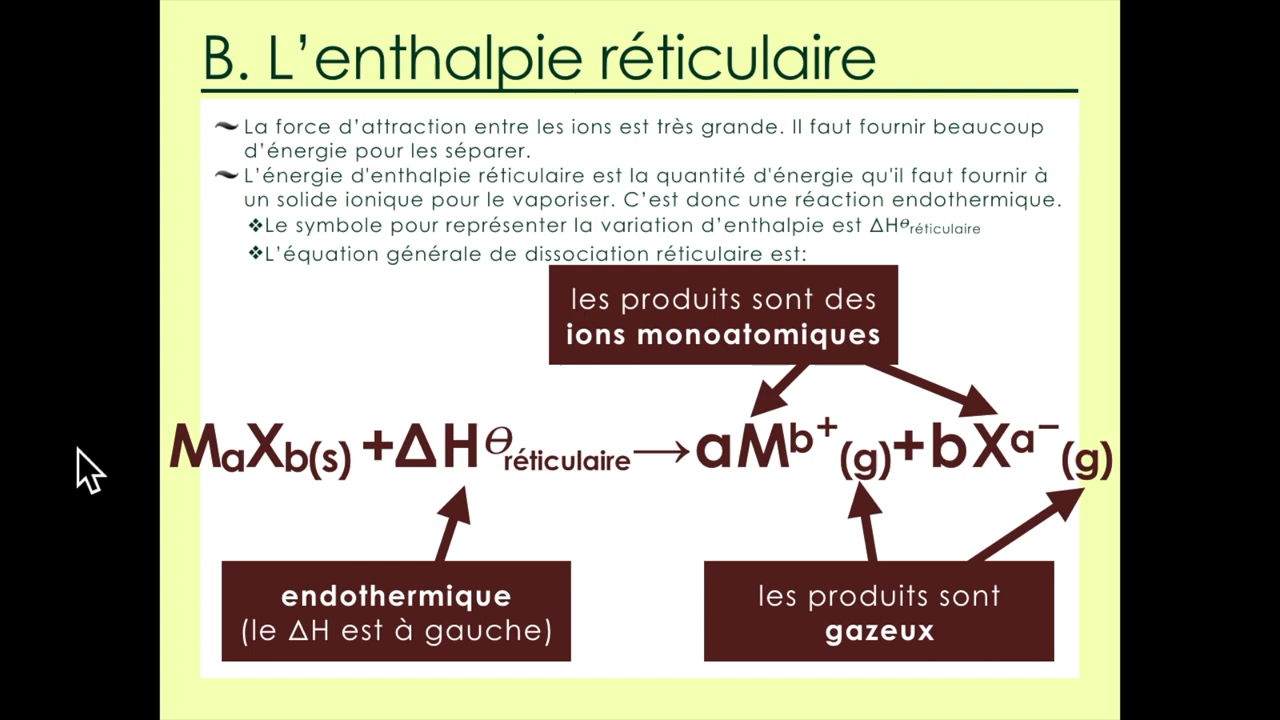 B. L’enthalpie réticulaire
La force d’attraction entre les ions est très grande. Il faut fournir beaucoup
d’énergie pour les séparer.
L’énergie d'enthalpie réticulaire est la quantité d'énergie qu'il faut fournir à
un solide ionique pour le vaporiser. C’est donc une réaction endothermique.
❖Le symbole pour représenter la variation d’enthalpie est ΔHᶿréticulaire
❖L’équation générale de dissociation réticulaire est:
les produits sont des
ions monoatomiques
MaXb(s) +ΔHΘréticulaire→aMb+(g)+bXa−(g)
endothermique
(le ΔH est à gauche)
les produits sont
gazeux